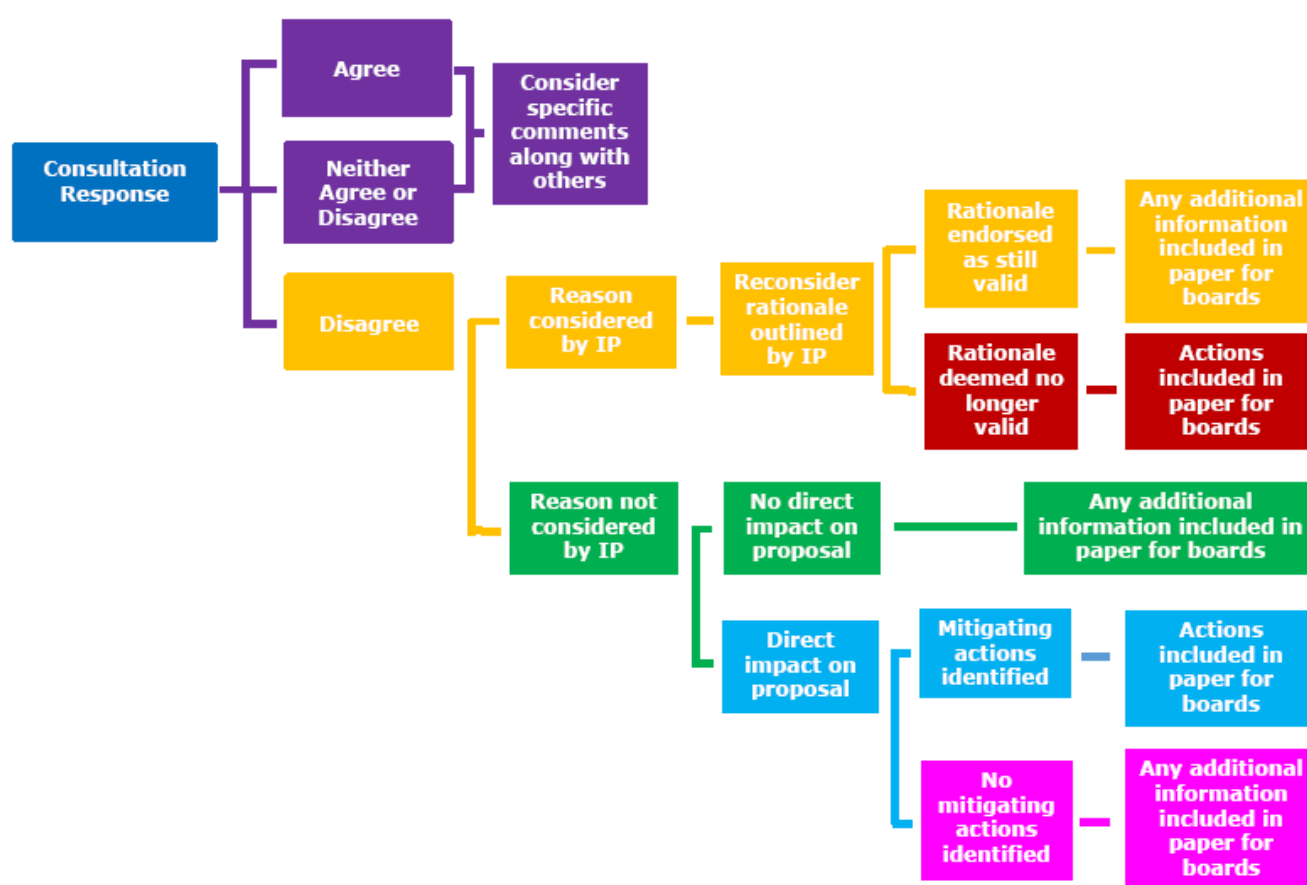 Agree
Consider
specific
comments
along with
others
Consultation
Response
Neither
Agree or
Disagree
Disagree
Reason
considered
by IP
Reconsider
rationale
outlined
by IP
Rationale
endorsed
as still
valid
Any additional
information
included in
paper for
boards
Rationale
deemed no
longer
valid
Actions
included in
paper for
boards
Reason not
considered
by IP
No direct
impact on
proposal
Any additional
information included in
paper for boards
Direct
impact on
proposal
Mitigating
actions
identified
Actions
included in
paper for
boards
No
mitigating
actions
identified
Any additional
information
included in
paper for
boards